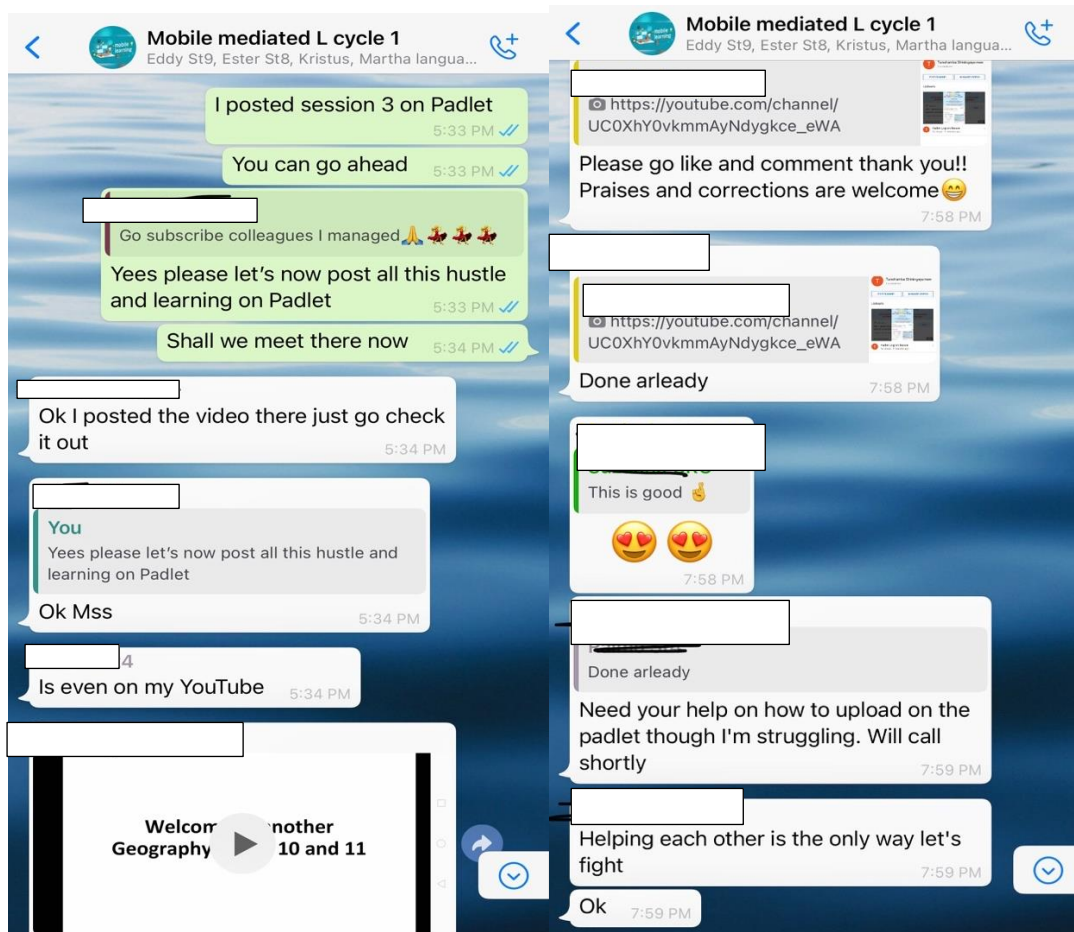 Mobile mediated L cycle 1
Eddy St9, Ester St8, Kristus, Martha langua...
I posted session 3 on Padlet
5:33 PM
You can go ahead
5:33 PM
Go subscribe colleagues I managed🙏💃💃💃
Yees please let's now post all this hustle
and learning on Padlet
5:33 PM
Shall we meet there now
5:34 PM
Ok I posted the video there just go check
it out
5:34 PM
You
Yees please let's now post all this hustle and
learning on Padlet
Ok Mss
5:34 PM
4
Is even on my YouTube
5:34 PM
Welcom nother
Geography 10 and 11
Mobile mediated L cycle 1
Eddy St9, Ester St8, Kristus, Martha langua...
https://youtube.com/channel/
UC0XhY0vkmmAyNdygkce_eWA
Please go like and comment thank you!!
Praises and corrections are welcome😁
7:58 PM
https://youtube.com/channel/
UC0XhY0vkmmAyNdygkce_eWA
Done arleady
7:58 PM
This is good 🤞
😍 😍
7:58 PM
Done arleady
Need your help on how to upload on the
padlet though I'm struggling. Will call
shortly
7:59 PM
Helping each other is the only way let's
fight
7:59 PM
Ok
7:59 PM